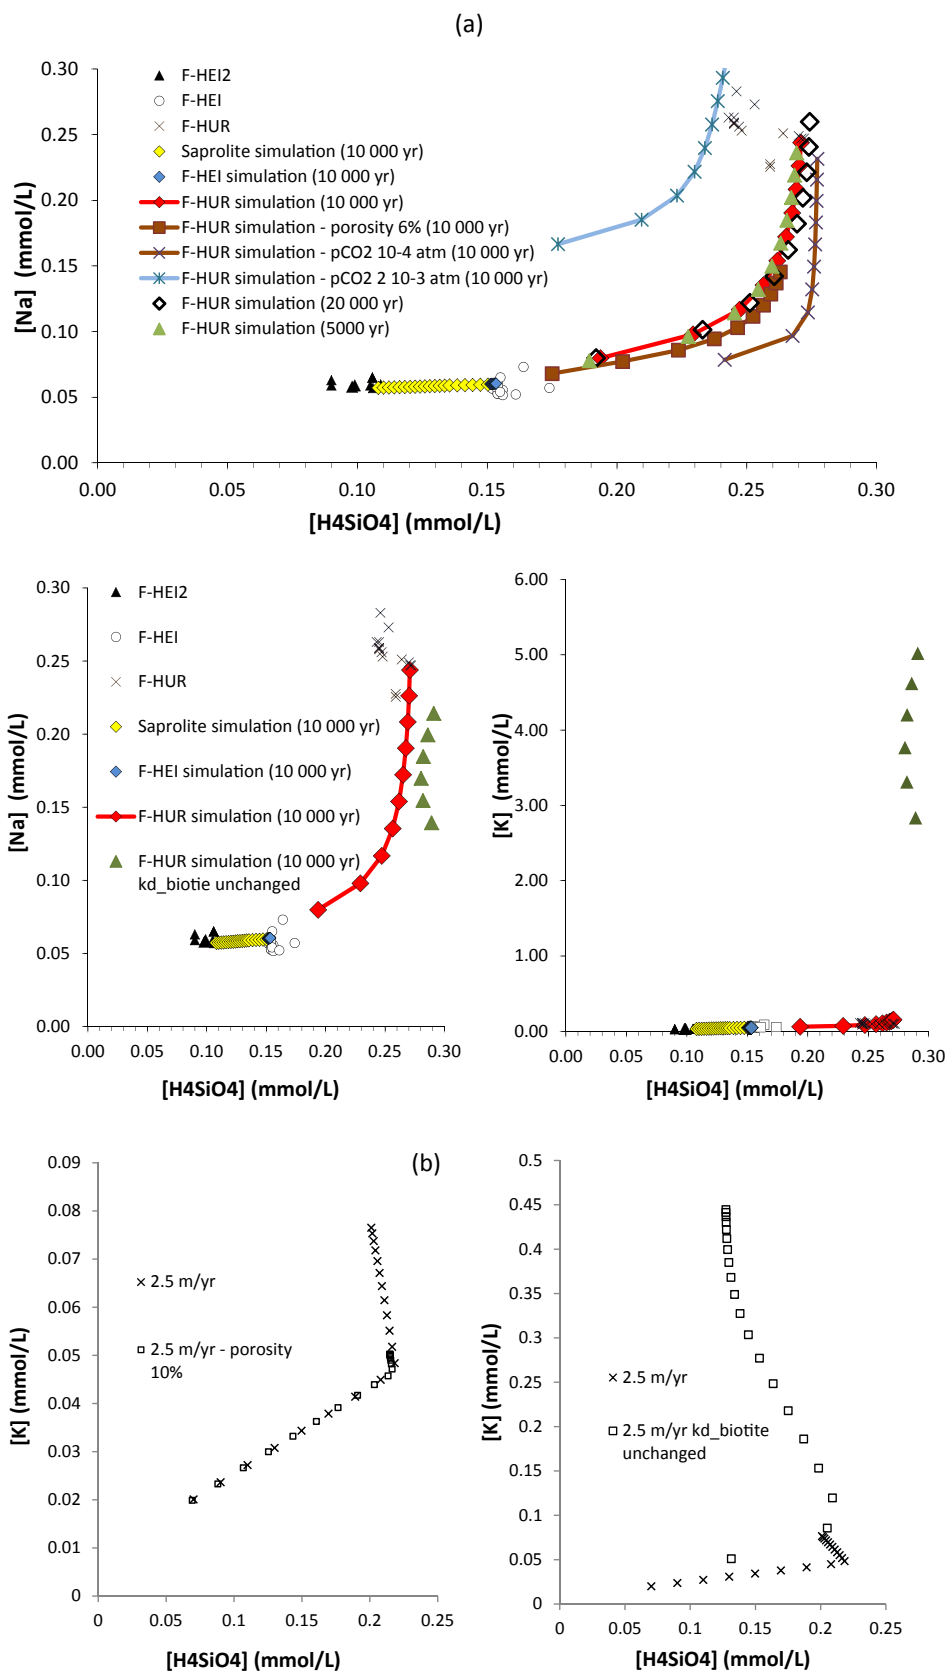 (a)
[Na] (mmol/L)
0.30
0.25
0.20
0.15
0.10
0.05
0.00
F-HEI2
F-HEI
F-HUR
Saprolite simulation (10 000 yr)
F-HEI simulation (10 000 yr)
F-HUR simulation (10 000 yr)
F-HUR simulation - porosity 6% (10 000 yr)
F-HUR simulation - pCO2 10-4 atm (10 000 yr)
F-HUR simulation - pCO2 2 10-3 atm (10 000 yr)
F-HUR simulation (20 000 yr)
F-HUR simulation (5000 yr)
0.00 0.05 0.10 0.15 0.20 0.25 0.30
[H4SiO4] (mmol/L)
[Na] (mmol/L)
0.30
0.25
0.20
0.15
0.10
0.05
0.00
F-HEI2
F-HEI
F-HUR
Saprolite simulation (10 000 yr)
F-HEI simulation (10 000 yr)
F-HUR simulation (10 000 yr)
F-HUR simulation (10 000 yr)
kd_biotie unchanged
0.00 0.05 0.10 0.15 0.20 0.25 0.30
[H4SiO4] (mmol/L)
[K] (mmol/L)
6.00
5.00
4.00
3.00
2.00
1.00
0.00
0.00 0.05 0.10 0.15 0.20 0.25 0.30
[H4SiO4] (mmol/L)
(b)
[K] (mmol/L)
0.09
0.08
0.07
0.06
0.05
0.04
0.03
0.02
0.01
0
2.5 m/yr
2.5 m/yr - porosity
10%
0 0.05 0.1 0.15 0.2 0.25
[H4SiO4] (mmol/L)
[K] (mmol/L)
0.5
0.45
0.4
0.35
0.3
0.25
0.2
0.15
0.1
0.05
0
2.5 m/yr
2.5 m/yr kd_biotite
unchanged
0 0.05 0.1 0.15 0.2 0.25
[H4SiO4] (mmol/L)